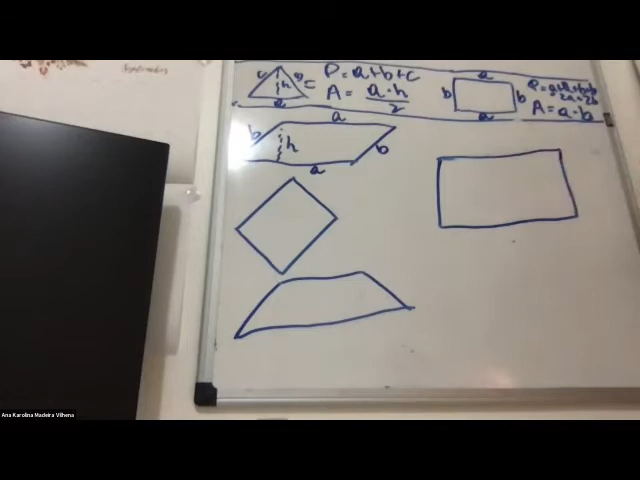 c h b
a
P = a+b+c
A = a·h
2
a
b b
a
A = a·b
a
b h b
a
Ana Karolina Madeira Vilhena